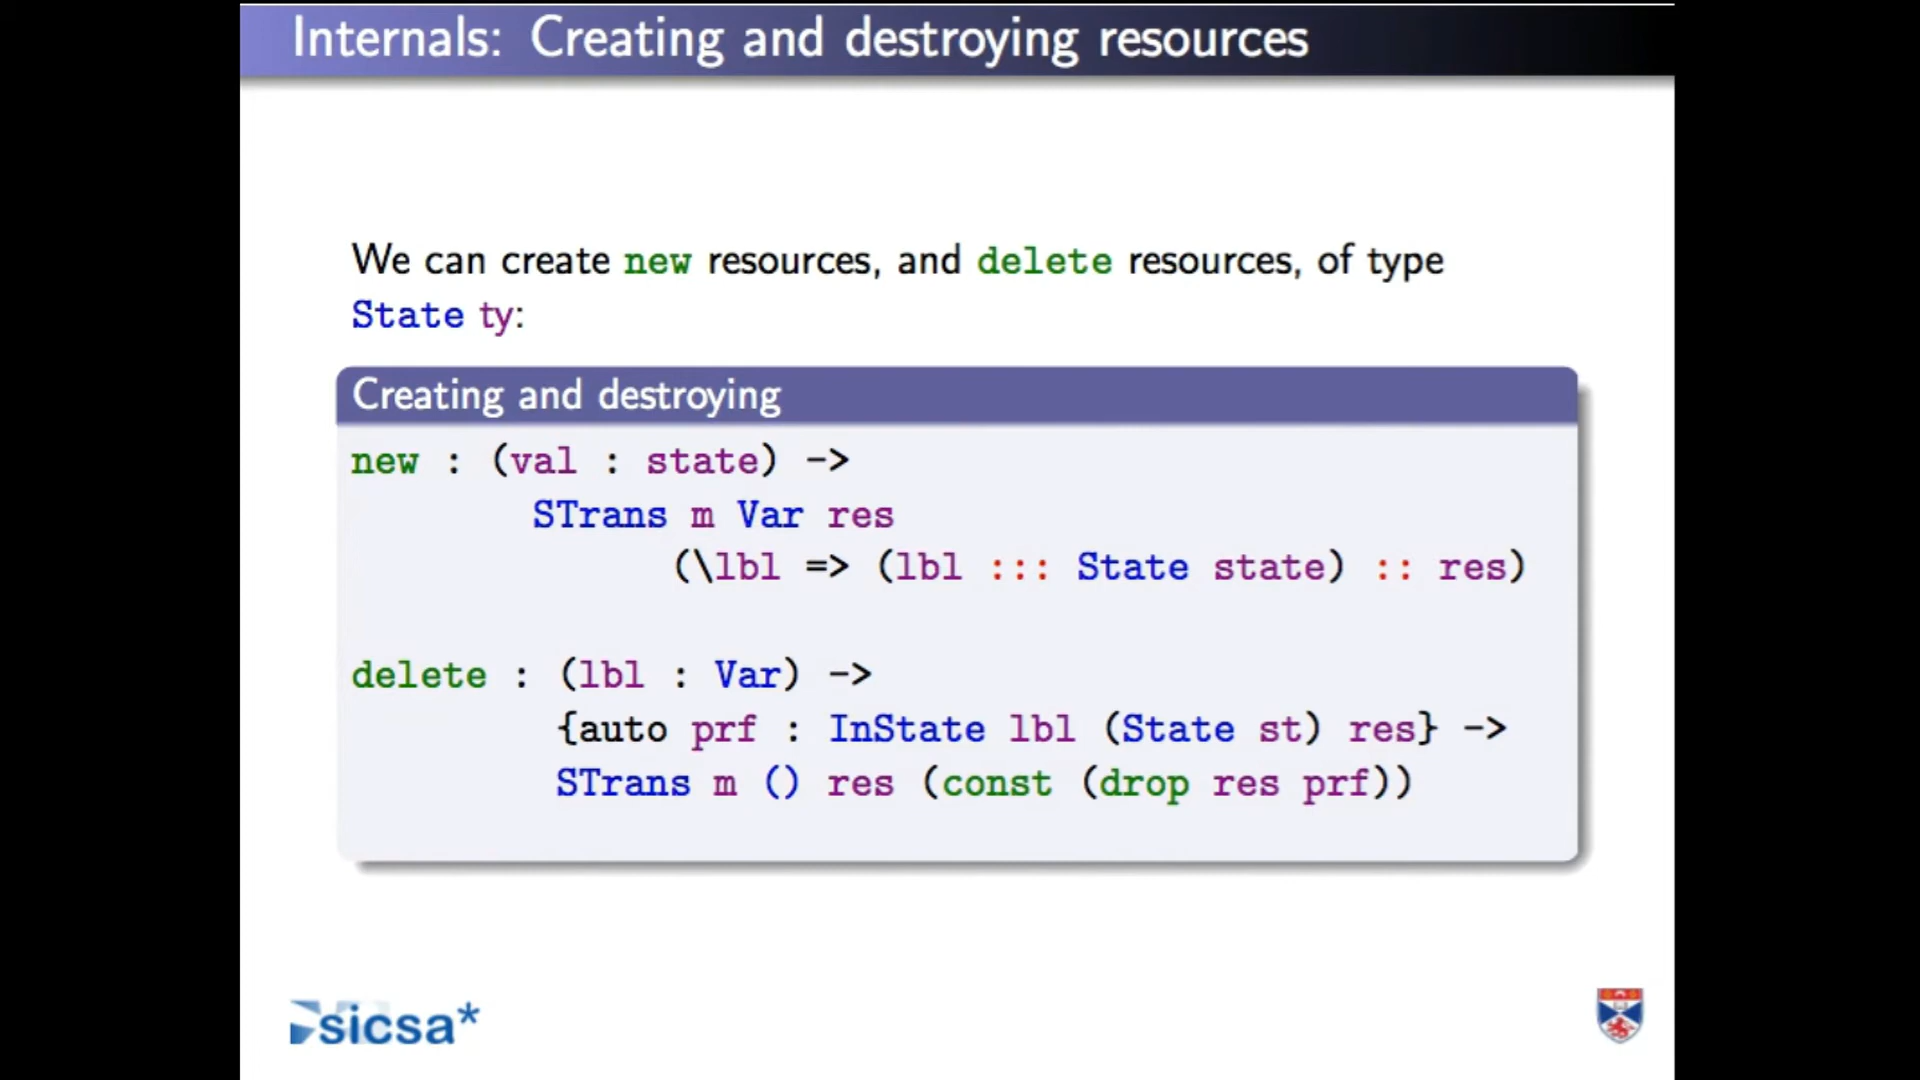 Internals: Creating and destroying resources
We can create new resources, and delete resources, of type
State ty:
Creating and destroying
new : (val : state) ->
STrans m Var res
(\lbl => (lbl ::: State state) :: res)
delete : (lbl : Var) ->
{auto prf : InState lbl (State st) res} ->
STrans m () res (const (drop res prf))
sicsa*